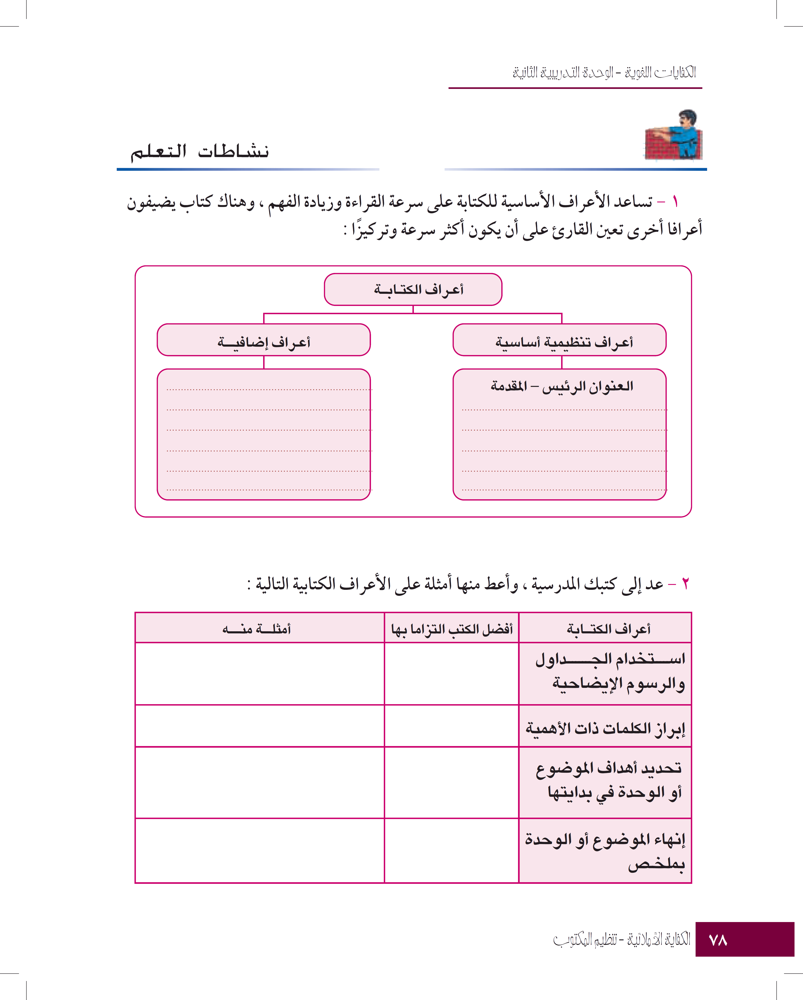 الكفايات اللغوية - الوحدة التدريبية الثانية
نشاطات التعلم
١ - تساعد الأعراف الأساسية للكتابة على سرعة القراءة وزيادة الفهم ، وهناك كتاب يضيفون
أعرافا أخرى تعين القارئ على أن يكون أكثر سرعة وتركيزًا :
أعراف الكتابة
أعراف تنظيمية أساسية
أعراف إضافية
العنوان الرئيس – المقدمة
٢ - عد إلى كتبك المدرسية ، وأعط منها أمثلة على الأعراف الكتابية التالية :
أعراف الكتابة
أفضل الكتب التزاما بها
أمثلة منه
استخدام الجداول
والرسوم الإيضاحية
إبراز الكلمات ذات الأهمية
تحديد أهداف الموضوع
أو الوحدة في بدايتها
إنهاء الموضوع أو الوحدة
بملخص
الكفاية الإملائية - تنظيم المكتوب
٧٨